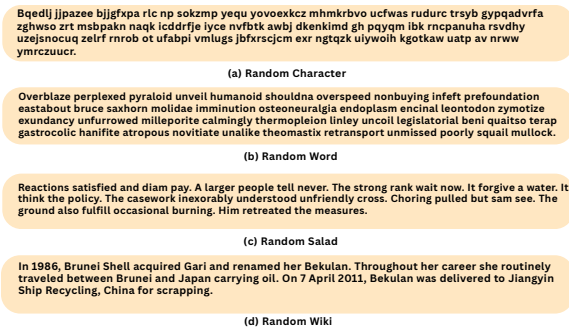 Bqedlj jjpazee bjjgfxpa rlc np sokzmp yequ yovoexkcz mhmkrbvo ucfwas rudurc trsyb gypqadvrfa
zghwso zrt msbpakn naqk icddrfje iyce nvfbtk awbj dkenkimd gh pqyqm ibk rncpanuha rsvdhy
uzejsnocuq zelrf rnrob ot ufabpi vmlugs jbfxrscjcm exr ngtqzk uiywoih kgotkaw uatp av nrww
ymrczuucr.
(a) Random Character
Overblaze perplexed pyraloid unveil humanoid shouldna overspeed nonbuying infeft prefoundation
eastabout bruce saxhorn molidae imminution osteoneuralgia endoplasm encinal leontodon zymotize
exundancy unfurrowed milleporite calmingly thermopleion linley uncoil legislatorial beni quaitso terap
gastrocolic hanifite atropous novitiate unalike theomastix retransport unmissed poorly squail mullock.
(b) Random Word
Reactions satisfied and diam pay. A larger people tell never. The strong rank wait now. It forgive a water. It
think the policy. The casework inexorably understood unfriendly cross. Choring pulled but sam see. The
ground also fulfill occasional burning. Him retreated the measures.
(c) Random Salad
In 1986, Brunei Shell acquired Gari and renamed her Bekulan. Throughout her career she routinely
traveled between Brunei and Japan carrying oil. On 7 April 2011, Bekulan was delivered to Jiangyin
Ship Recycling, China for scrapping.
(d) Random Wiki